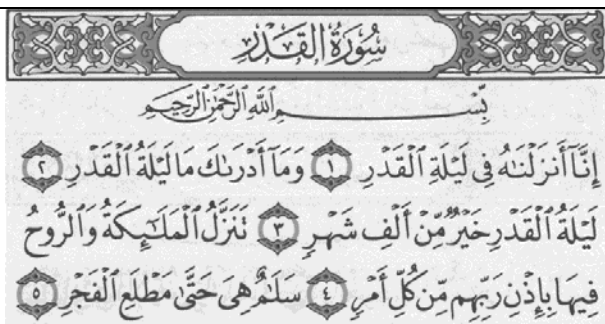 سُورَةُ الْقَدْرِ
بِسْمِ اللَّهِ الرَّحْمَٰنِ الرَّحِيمِ
إِنَّآ أَنزَلْنَٰهُ فِى لَيْلَةِ ٱلْقَدْرِ ١ وَمَآ أَدْرَىٰكَ مَا لَيْلَةُ ٱلْقَدْرِ ٢
لَيْلَةُ ٱلْقَدْرِ خَيْرٌ مِّنْ أَلْفِ شَهْرٍ ٣ تَنَزَّلُ ٱلْمَلَٰٓئِكَةُ وَٱلرُّوحُ
فِيهَا بِإِذْنِ رَبِّهِم مِّن كُلِّ أَمْرٍ ٤ سَلَٰمٌ هِىَ حَتَّىٰ مَطْلَعِ ٱلْفَجْرِ ٥